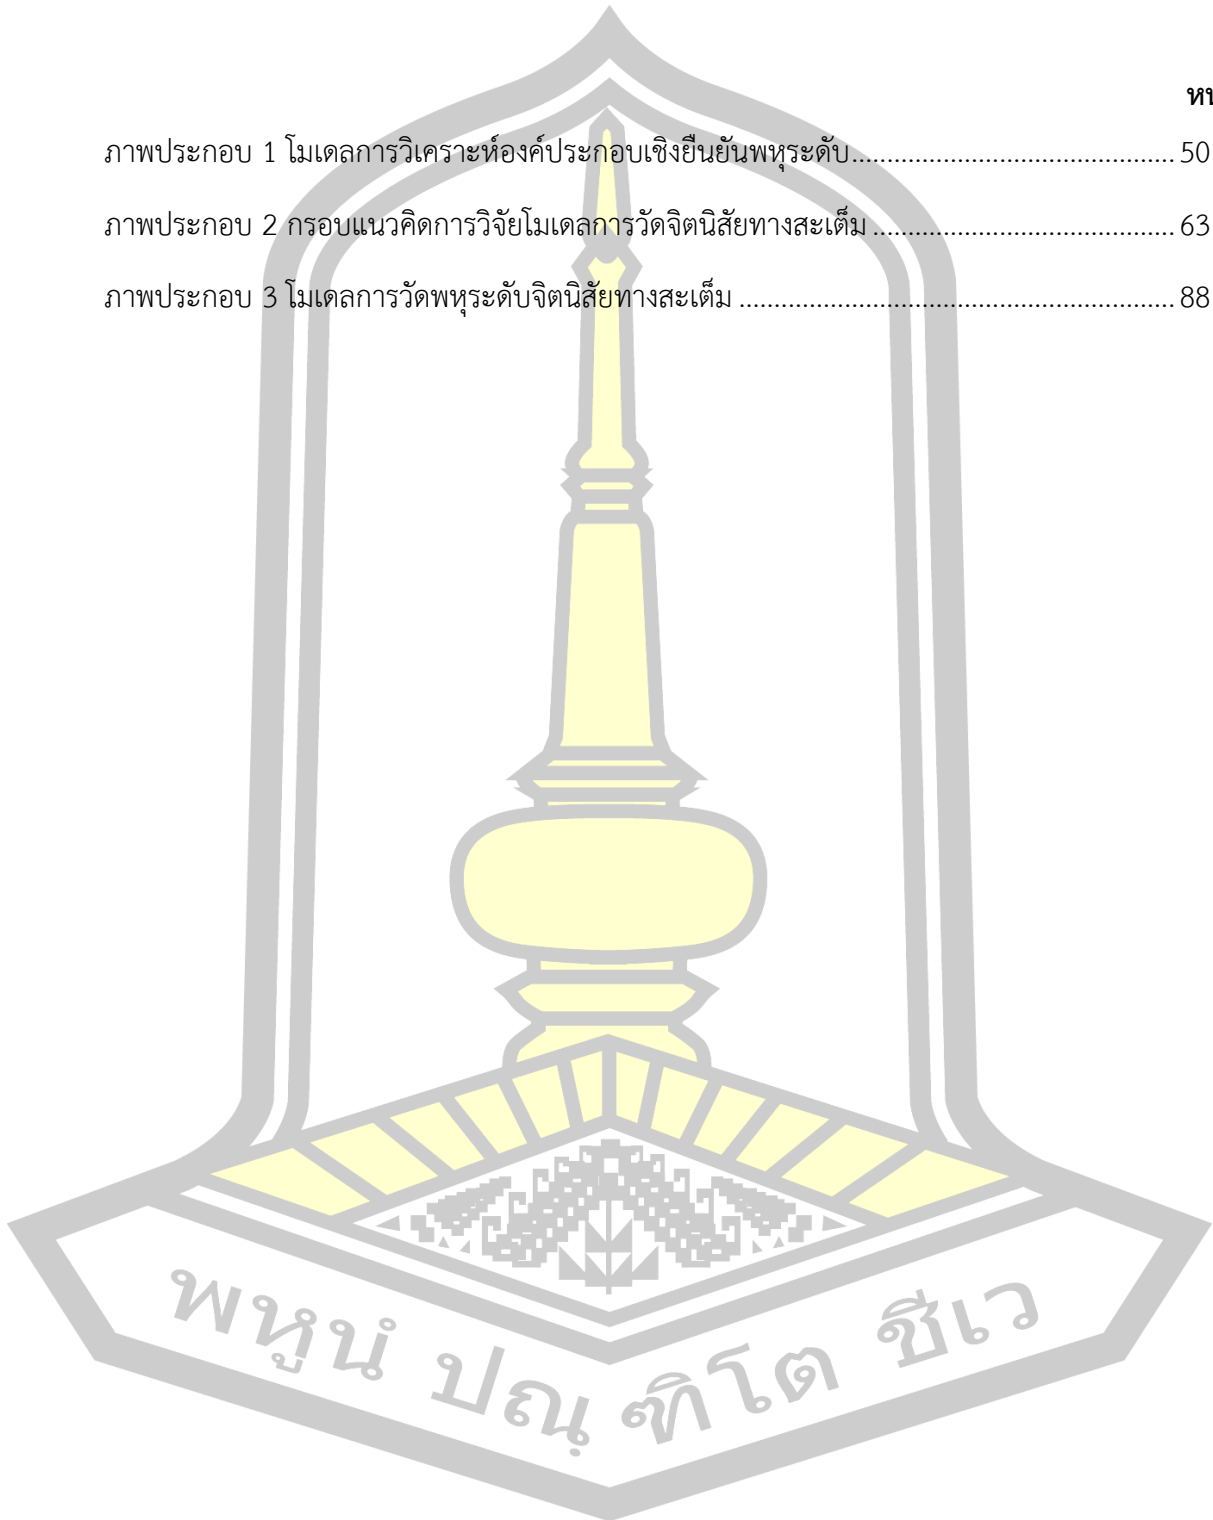 ภาพประกอบ 1 โมเดลการวิเคราะห์องค์ประกอบเชิงยืนยันพหุระดับ.......................................... 50
ภาพประกอบ 2 กรอบแนวคิดการวิจัยโมเดลการวัดจิตนิสัยทางสะเต็ม ....................................... 63
ภาพประกอบ 3 โมเดลการวัดพหุระดับจิตนิสัยทางสะเต็ม ......................................................... 88
พหูนํ ปณฺฑิโต ชีเว